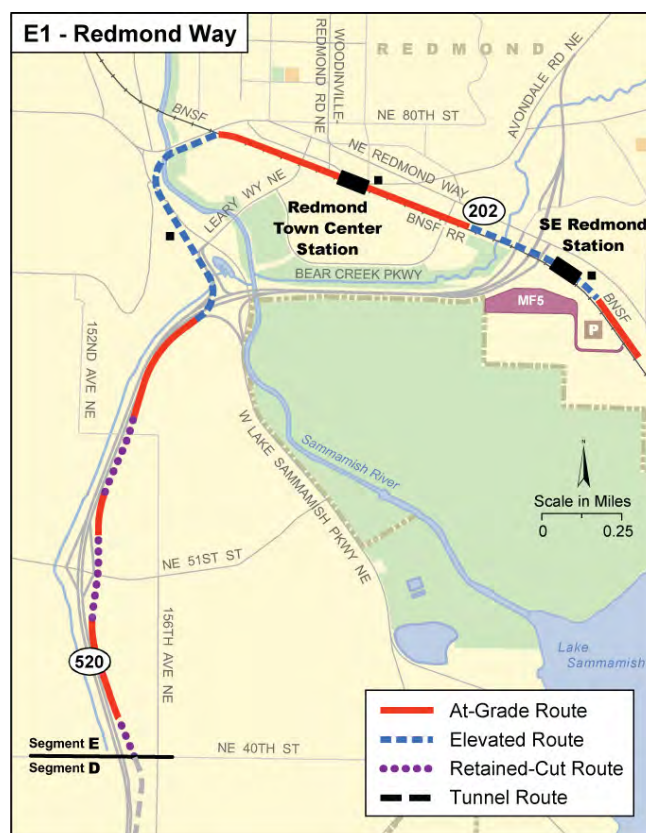 E1 - Redmond Way
REDMOND
WOODINVILLE-
REDMOND RD NE
AVONDALE RD NE
BNSF
NE 80TH ST
NE REDMOND WAY
LEARY WY NE
202
Redmond
Town Center
Station
BNSF RR
SE Redmond
Station
BEAR CREEK PKWY
BNSF
MF5
P
152ND AVE NE
W LAKE SAMMAMISH PKWY NE
Sammamish River
Scale in Miles
0 0.25
NE 51ST ST
156TH AVE NE
520
Lake
Sammamish
Segment E
Segment D
NE 40TH ST
At-Grade Route
Elevated Route
Retained-Cut Route
Tunnel Route